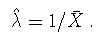 λ̂ = 1/X̄ .